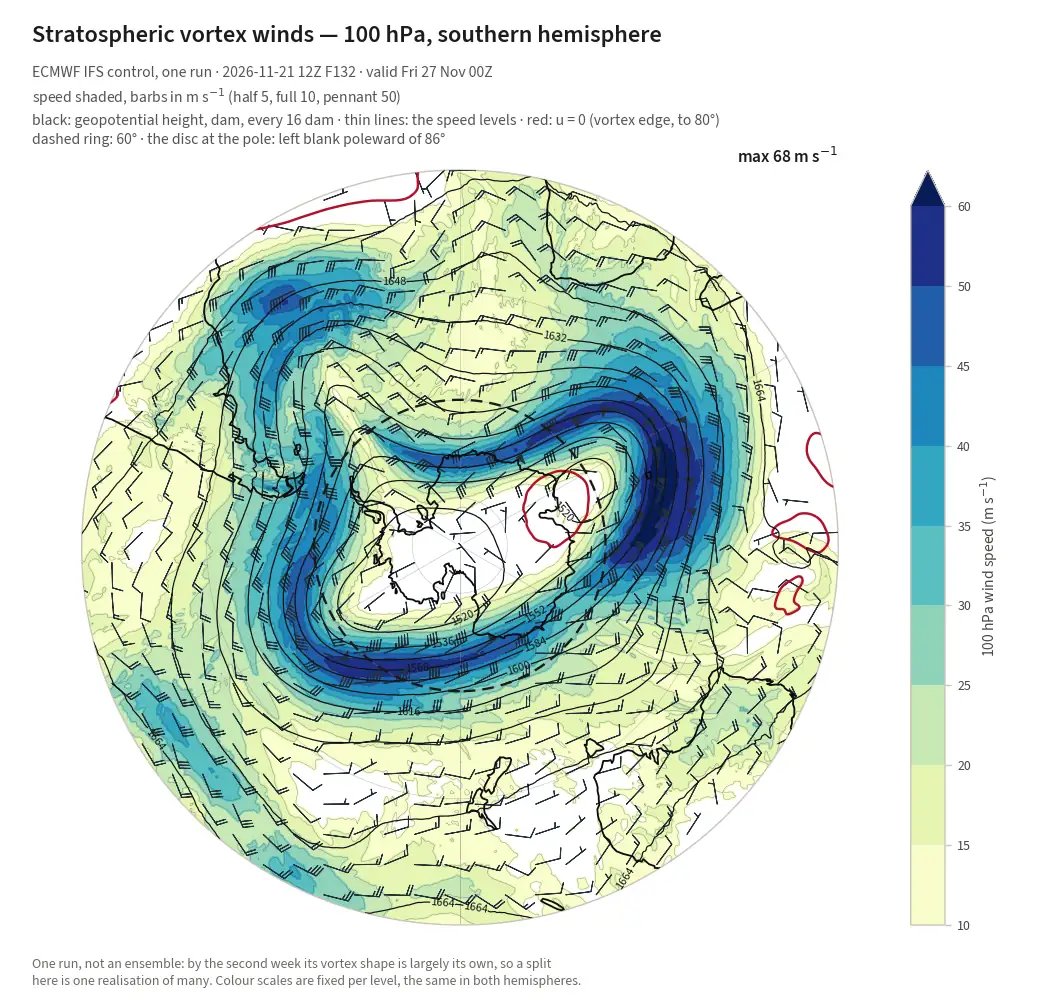 Stratospheric vortex winds — 100 hPa, southern hemisphere
ECMWF IFS control, one run · 2026-11-21 12Z F132 · valid Fri 27 Nov 00Z
speed shaded, barbs in m s⁻¹ (half 5, full 10, pennant 50)
black: geopotential height, dam, every 16 dam · thin lines: the speed levels · red: u = 0 (vortex edge, to 80°)
dashed ring: 60° · the disc at the pole: left blank poleward of 86°
max 68 m s⁻¹
1648
1632
1664
1520
1520
1552
1536
1584
1568
1600
1616
1664
1664
1664
1664
60
50
45
40
35
30
25
20
15
10
100 hPa wind speed (m s⁻¹)
One run, not an ensemble: by the second week its vortex shape is largely its own, so a split
here is one realisation of many. Colour scales are fixed per level, the same in both hemispheres.